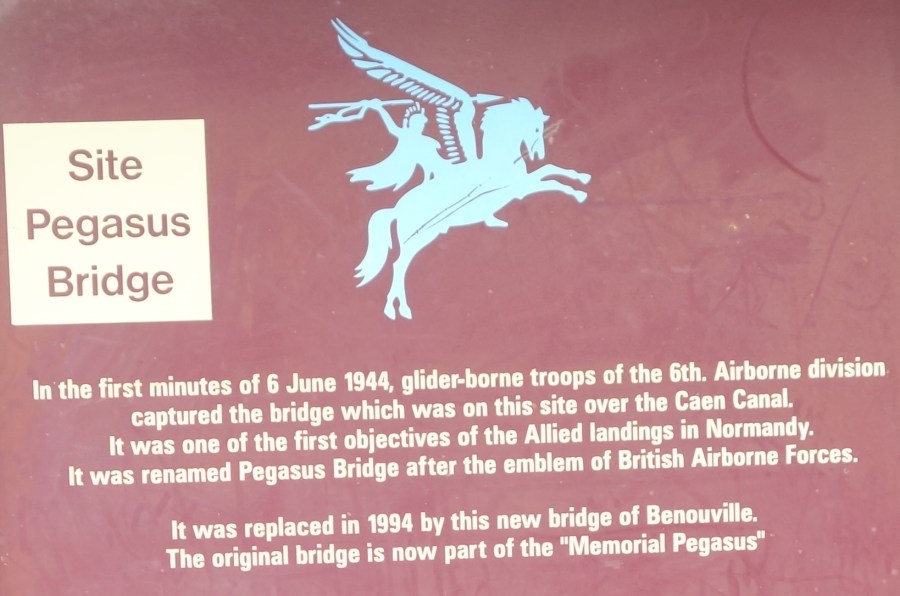 Site
Pegasus
Bridge
In the first minutes of 6 June 1944, glider-borne troops of the 6th. Airborne division
captured the bridge which was on this site over the Caen Canal.
It was one of the first objectives of the Allied landings in Normandy.
It was renamed Pegasus Bridge after the emblem of British Airborne Forces.
It was replaced in 1994 by this new bridge of Benouville.
The original bridge is now part of the "Memorial Pegasus"